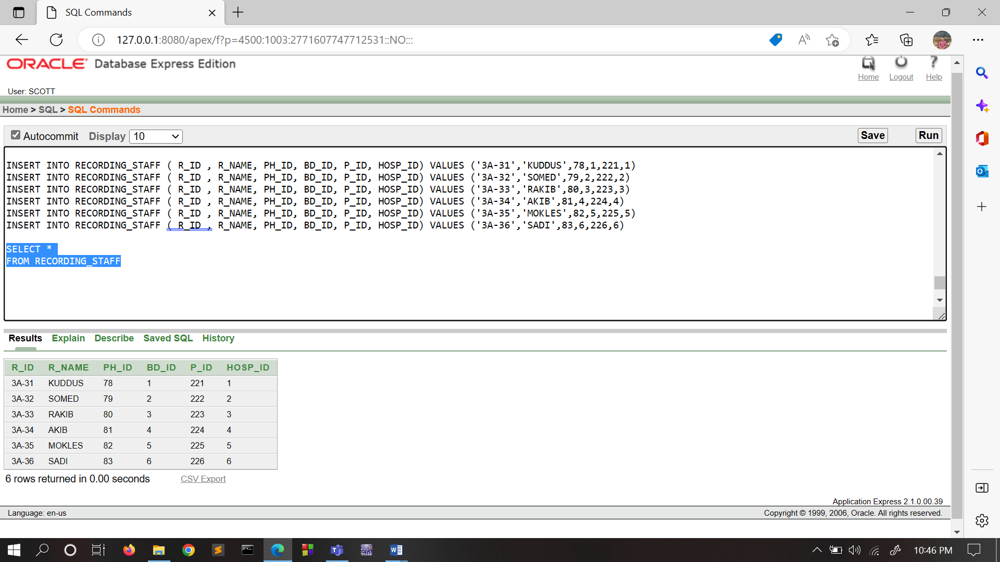 SQL Commands
127.0.0.1:8080/apex/f?p=4500:1003:2771607747712531::NO:::
ORACLE Database Express Edition
Home Logout Help
User: SCOTT
Home > SQL > SQL Commands
Autocommit Display 10 Save Run
INSERT INTO RECORDING_STAFF ( R_ID , R_NAME, PH_ID, BD_ID, P_ID, HOSP_ID) VALUES ('3A-31','KUDDUS',78,1,221,1)
INSERT INTO RECORDING_STAFF ( R_ID , R_NAME, PH_ID, BD_ID, P_ID, HOSP_ID) VALUES ('3A-32','SOMED',79,2,222,2)
INSERT INTO RECORDING_STAFF ( R_ID , R_NAME, PH_ID, BD_ID, P_ID, HOSP_ID) VALUES ('3A-33','RAKIB',80,3,223,3)
INSERT INTO RECORDING_STAFF ( R_ID , R_NAME, PH_ID, BD_ID, P_ID, HOSP_ID) VALUES ('3A-34','AKIB',81,4,224,4)
INSERT INTO RECORDING_STAFF ( R_ID , R_NAME, PH_ID, BD_ID, P_ID, HOSP_ID) VALUES ('3A-35','MOKLES',82,5,225,5)
INSERT INTO RECORDING_STAFF ( R_ID , R_NAME, PH_ID, BD_ID, P_ID, HOSP_ID) VALUES ('3A-36','SADI',83,6,226,6)
SELECT *
FROM RECORDING_STAFF
Results Explain Describe Saved SQL History
R_ID R_NAME PH_ID BD_ID P_ID HOSP_ID
3A-31 KUDDUS 78 1 221 1
3A-32 SOMED 79 2 222 2
3A-33 RAKIB 80 3 223 3
3A-34 AKIB 81 4 224 4
3A-35 MOKLES 82 5 225 5
3A-36 SADI 83 6 226 6
6 rows returned in 0.00 seconds CSV Export
Application Express 2.1.0.00.39
Language: en-us Copyright © 1999, 2006, Oracle. All rights reserved.
10:46 PM